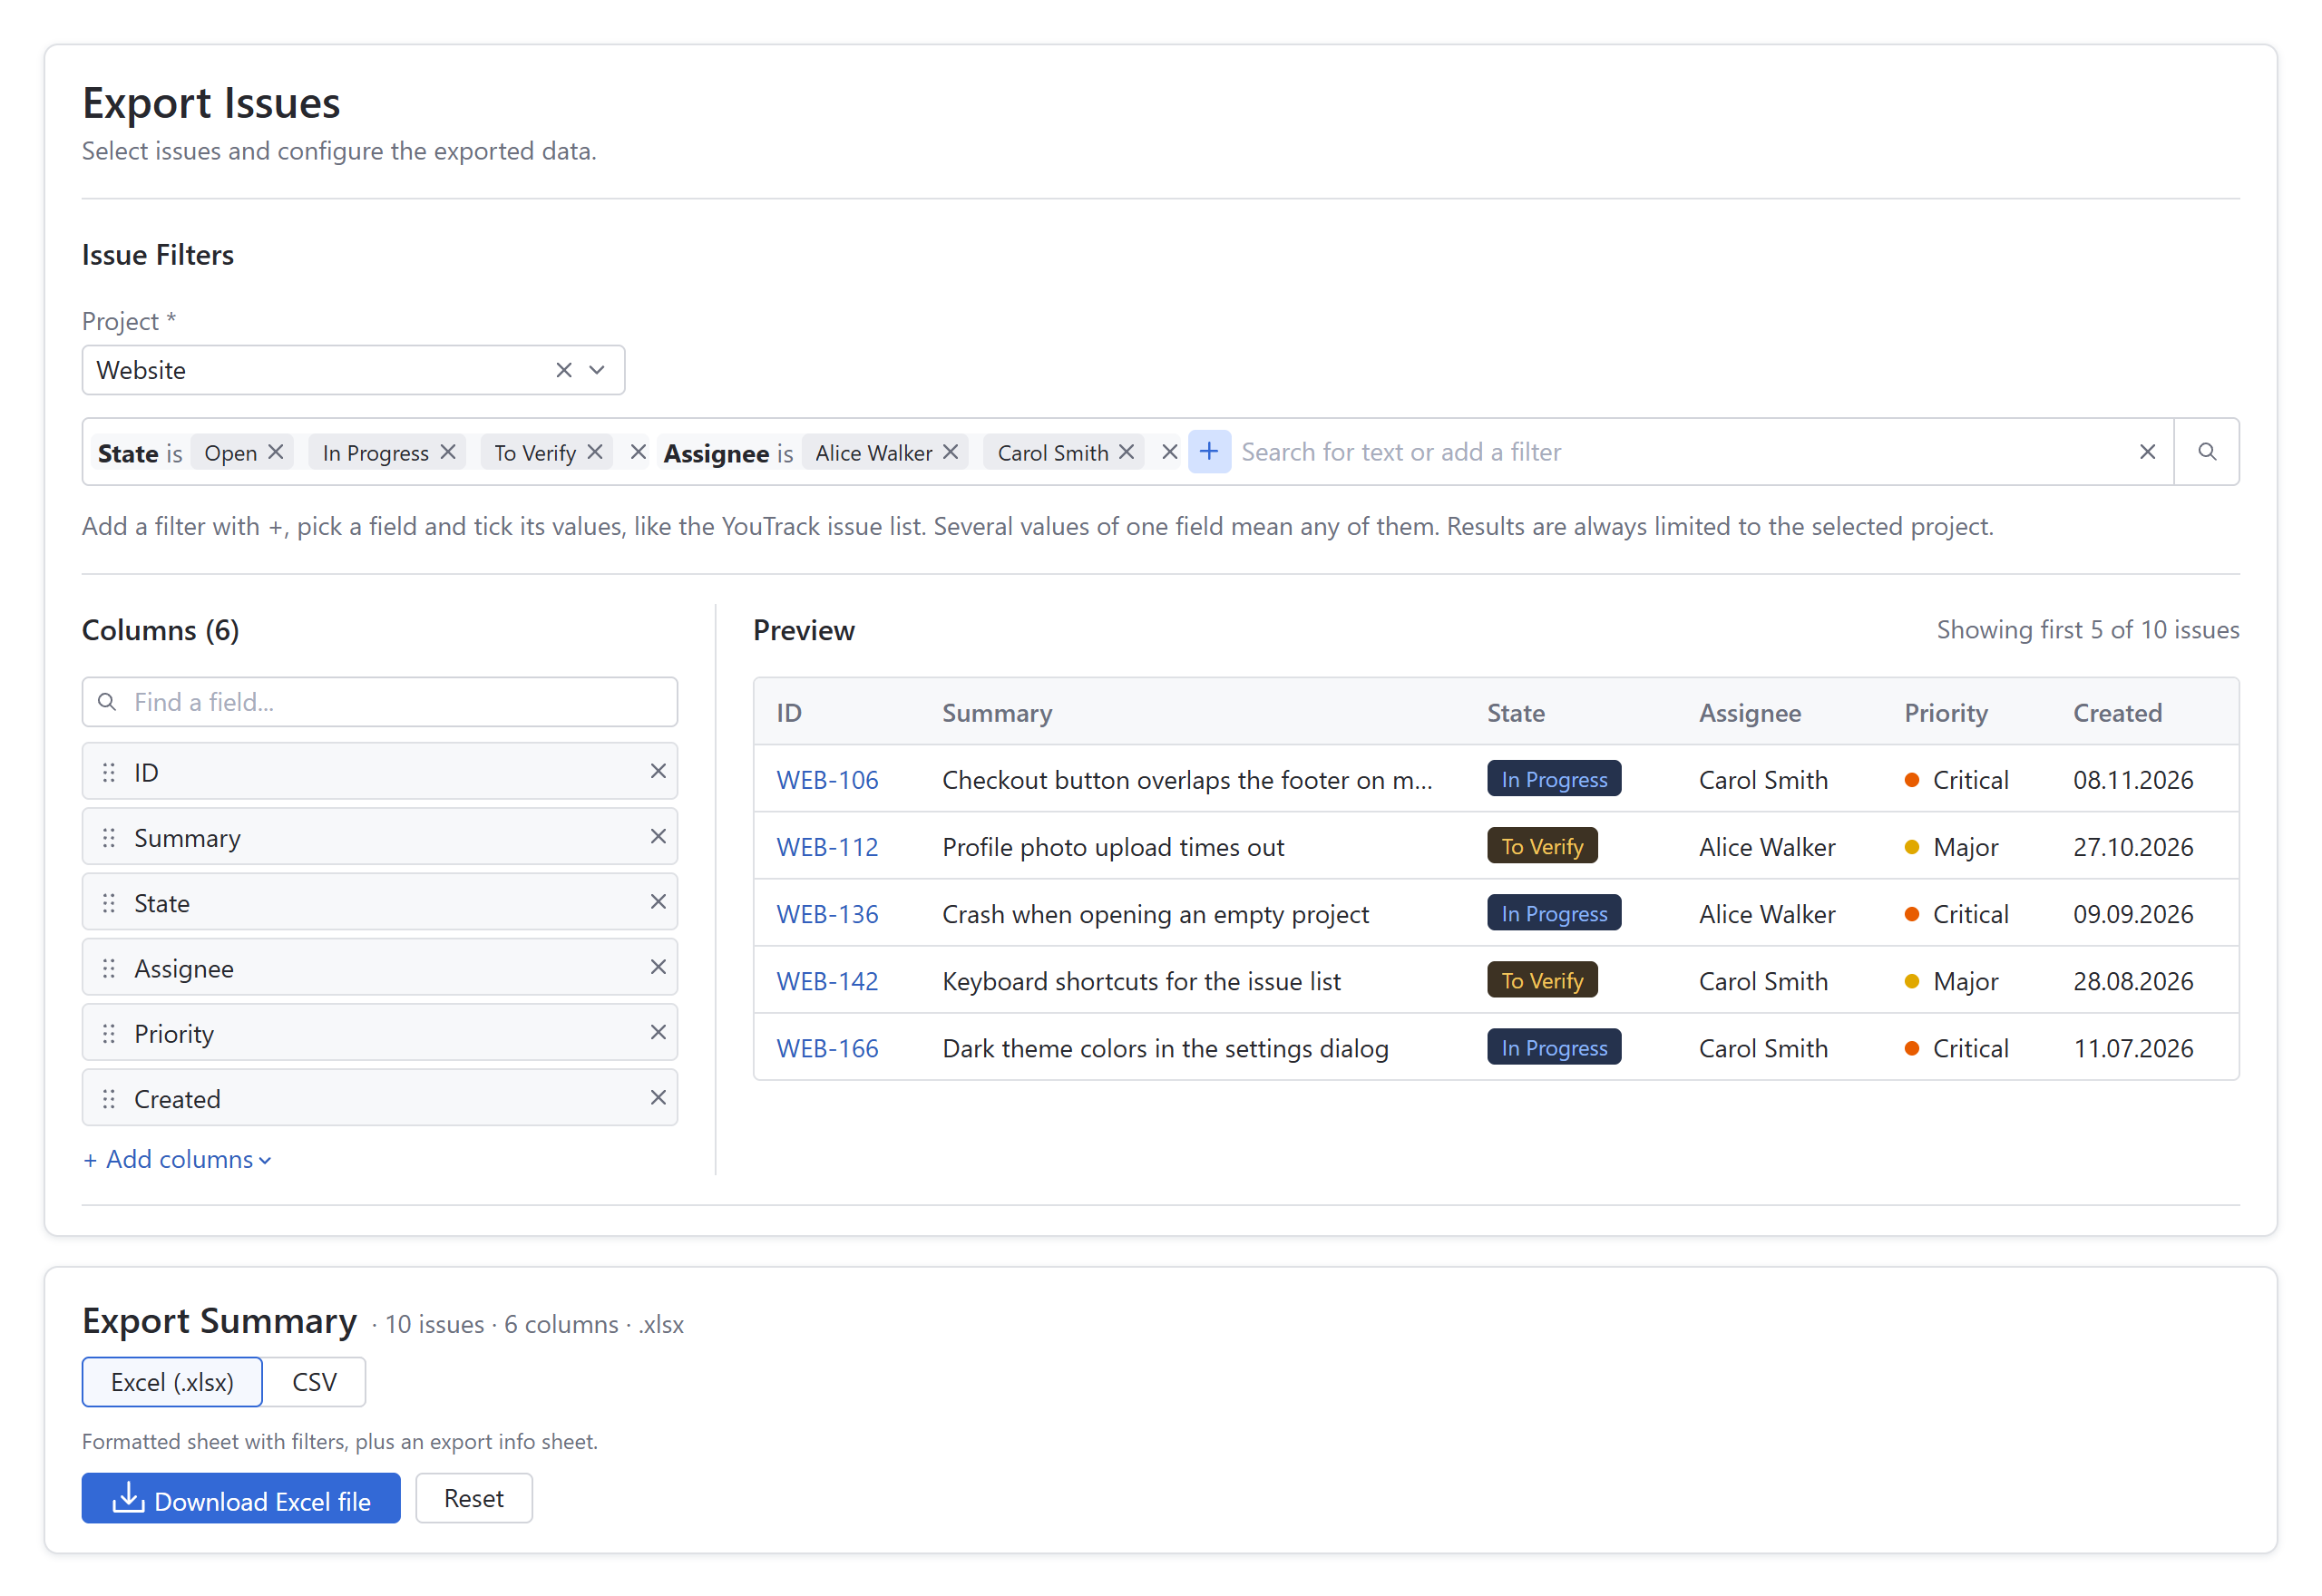 Export Issues
Select issues and configure the exported data.
Issue Filters
Project *
Website
State is Open In Progress To Verify Assignee is Alice Walker Carol Smith + Search for text or add a filter
Add a filter with +, pick a field and tick its values, like the YouTrack issue list. Several values of one field mean any of them. Results are always limited to the selected project.
Columns (6)
Find a field...
ID
Summary
State
Assignee
Priority
Created
+ Add columns
Preview
Showing first 5 of 10 issues
ID Summary State Assignee Priority Created
WEB-106 Checkout button overlaps the footer on m... In Progress Carol Smith Critical 08.11.2026
WEB-112 Profile photo upload times out To Verify Alice Walker Major 27.10.2026
WEB-136 Crash when opening an empty project In Progress Alice Walker Critical 09.09.2026
WEB-142 Keyboard shortcuts for the issue list To Verify Carol Smith Major 28.08.2026
WEB-166 Dark theme colors in the settings dialog In Progress Carol Smith Critical 11.07.2026
Export Summary · 10 issues · 6 columns · .xlsx
Excel (.xlsx) CSV
Formatted sheet with filters, plus an export info sheet.
Download Excel file Reset